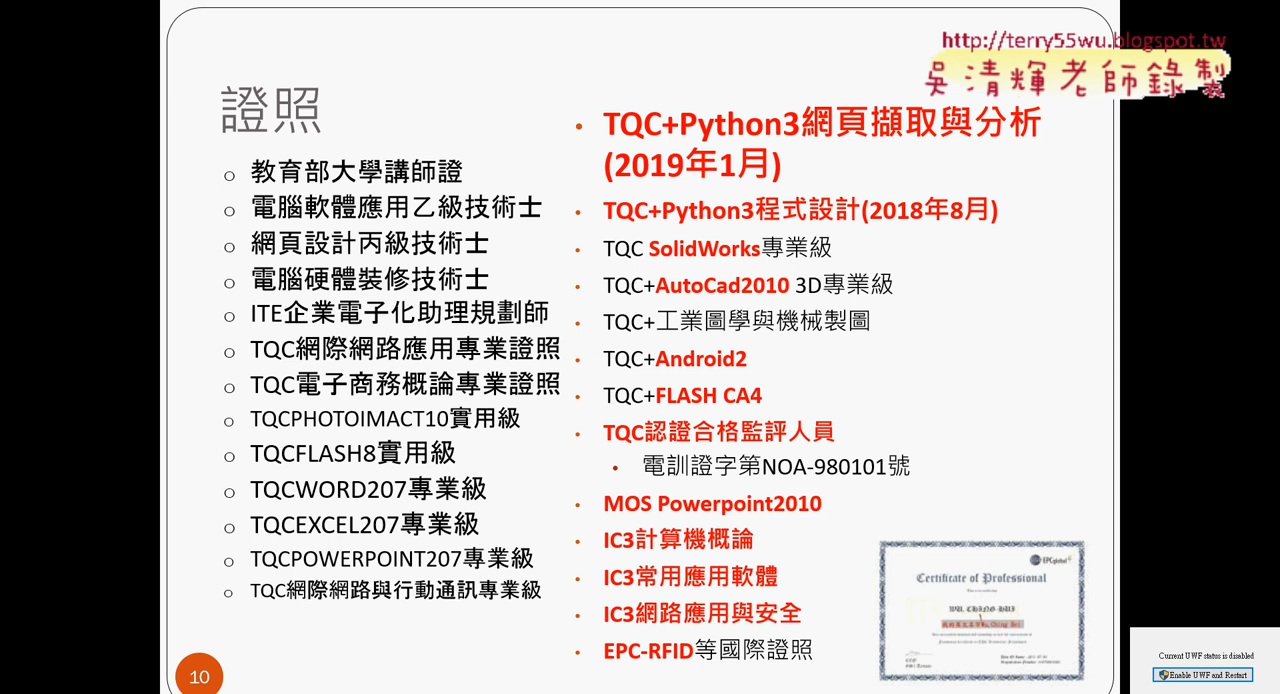 http://terry55wu.blogspot.tw
吳清輝老師錄製
證照
教育部大學講師證
電腦軟體應用乙級技術士
網頁設計丙級技術士
電腦硬體裝修技術士
ITE企業電子化助理規劃師
TQC網際網路應用專業證照
TQC電子商務概論專業證照
TQCPHOTOIMACT10實用級
TQCFLASH8實用級
TQCWORD207專業級
TQCEXCEL207專業級
TQCPOWERPOINT207專業級
TQC網際網路與行動通訊專業級
TQC+Python3網頁擷取與分析
(2019年1月)
TQC+Python3程式設計(2018年8月)
TQC SolidWorks專業級
TQC+AutoCad2010 3D專業級
TQC+工業圖學與機械製圖
TQC+Android2
TQC+FLASH CA4
TQC認證合格監評人員
電訓證字第NOA-980101號
MOS Powerpoint2010
IC3計算機概論
IC3常用應用軟體
IC3網路應用與安全
EPC-RFID等國際證照
EPCglobal
Certificate of Professional
WU, CHING-HUI
10
Current UWF status is disabled
Enable UWF and Restart